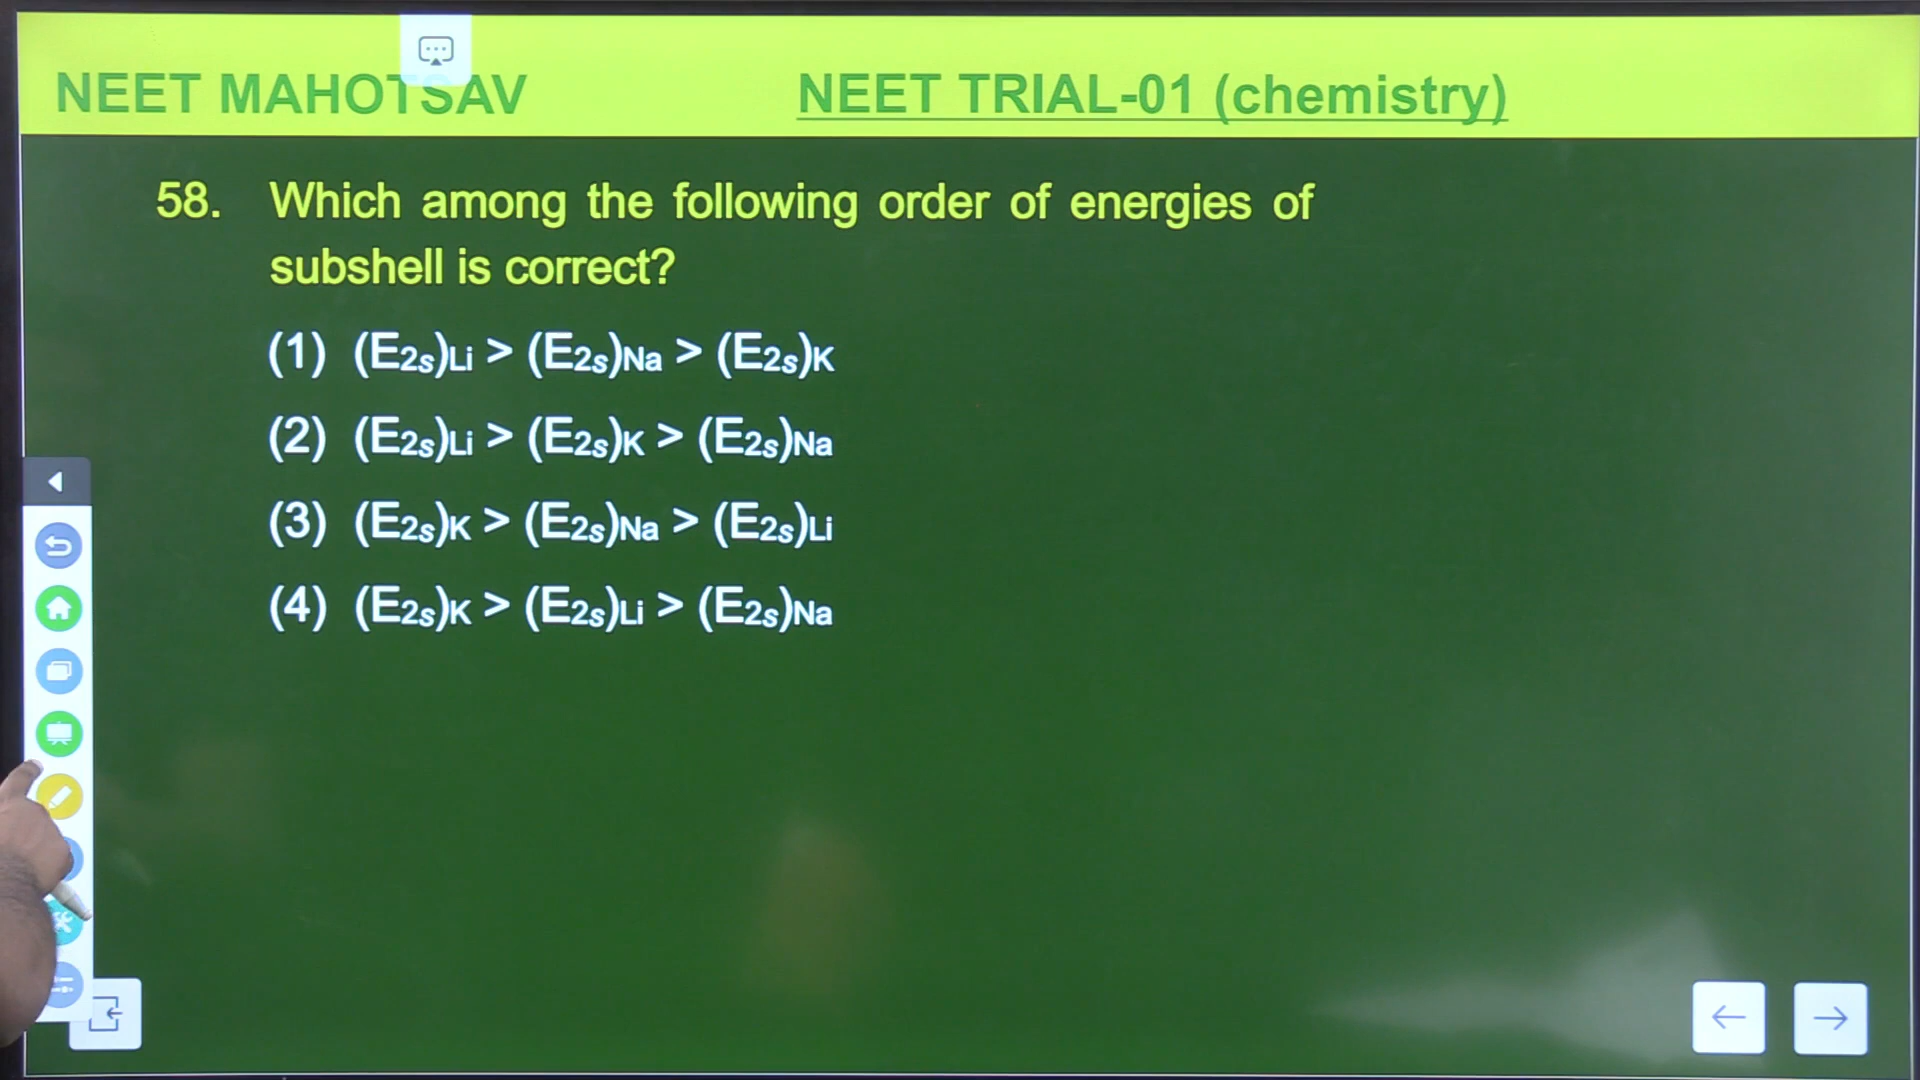 NEET MAHOTSAV
NEET TRIAL-01 (chemistry)
58. Which among the following order of energies of
subshell is correct?
(1) (E2s)Li > (E2s)Na > (E2s)K
(2) (E2s)Li > (E2s)K > (E2s)Na
(3) (E2s)K > (E2s)Na > (E2s)Li
(4) (E2s)K > (E2s)Li > (E2s)Na